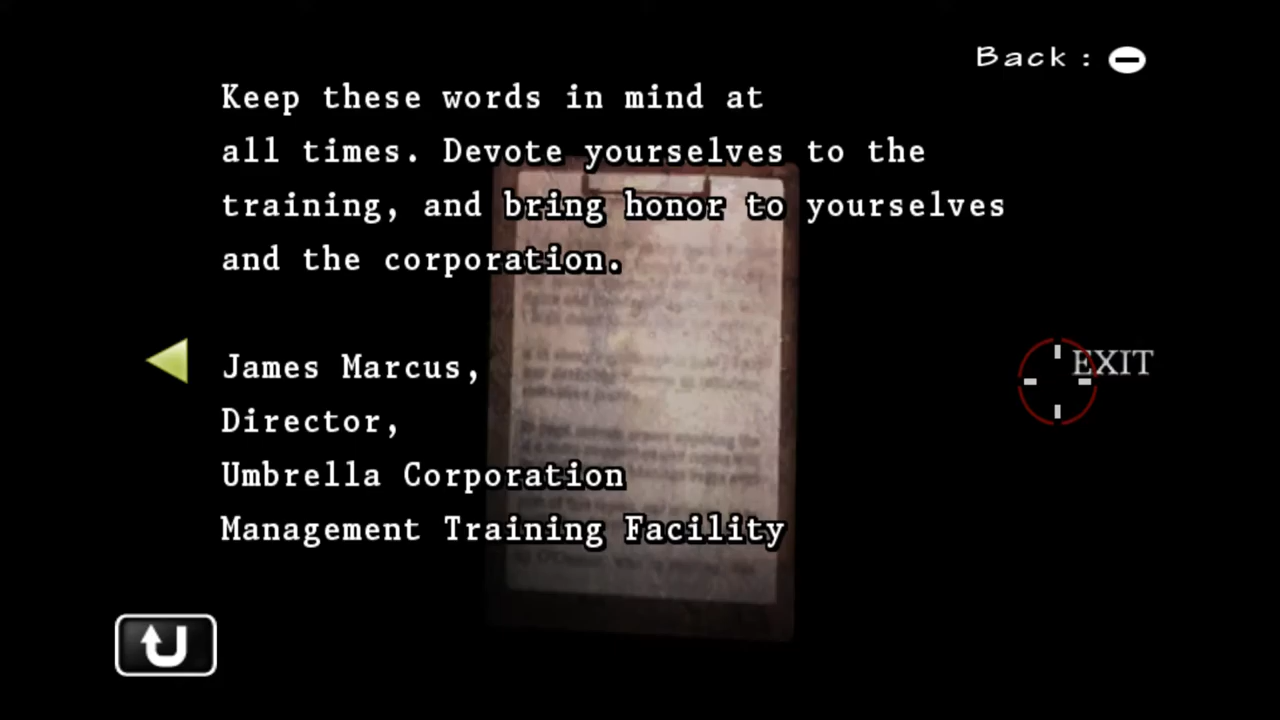 Back :
Keep these words in mind at
all times. Devote yourselves to the
training, and bring honor to yourselves
and the corporation.
EXIT
James Marcus,
Director,
Umbrella Corporation
Management Training Facility